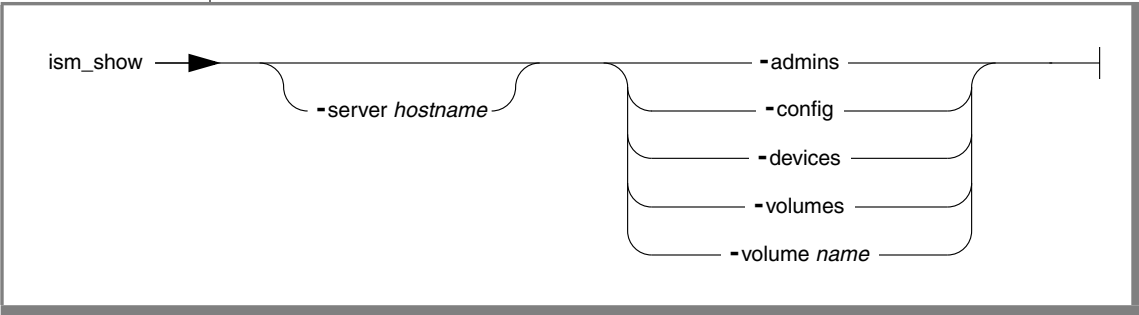 ism_show -admins
-server hostname -config
-devices
-volumes
-volume name